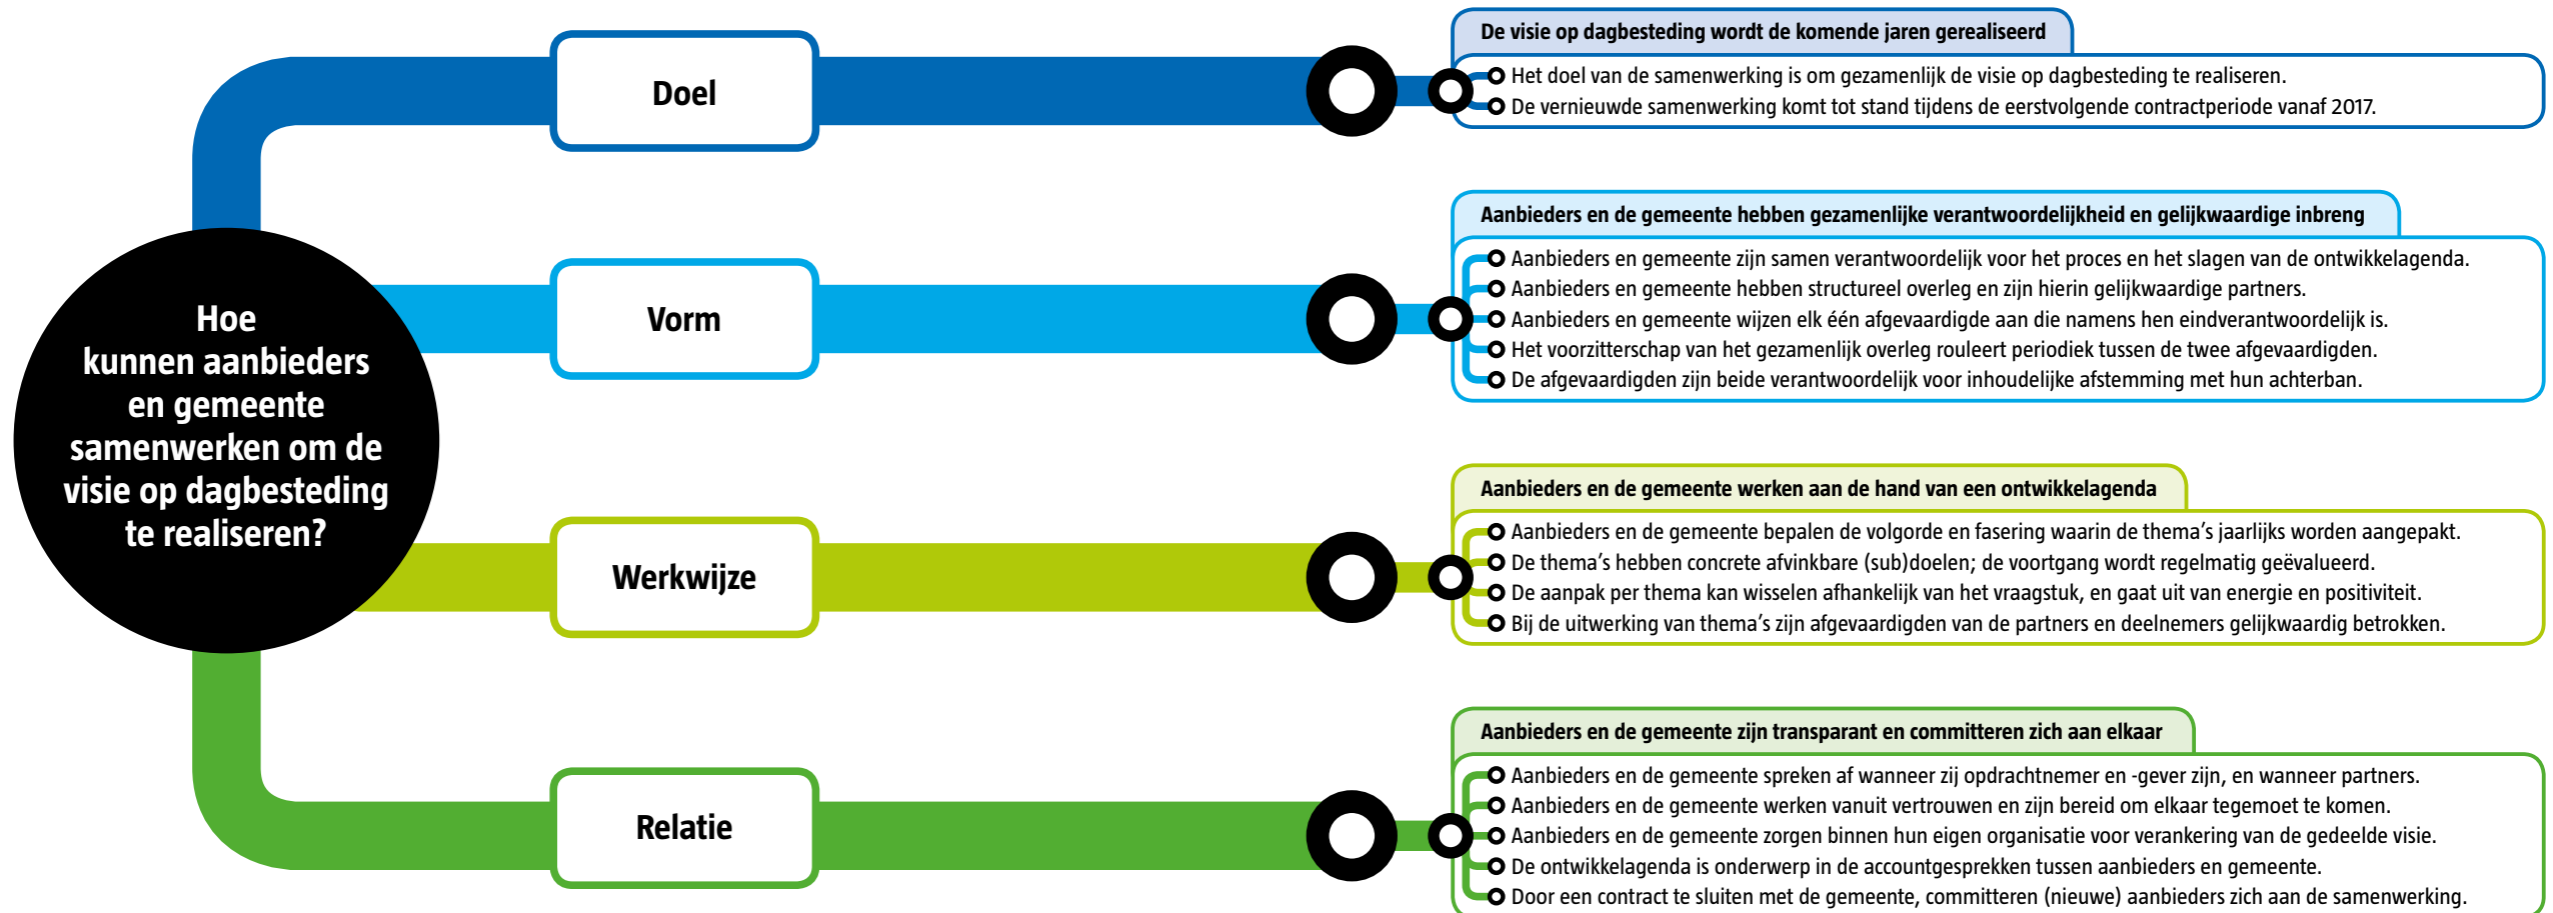 Hoe
kunnen aanbieders
en gemeente
samenwerken om de
visie op dagbesteding
te realiseren?
Doel
De visie op dagbesteding wordt de komende jaren gerealiseerd
Het doel van de samenwerking is om gezamenlijk de visie op dagbesteding te realiseren.
De vernieuwde samenwerking komt tot stand tijdens de eerstvolgende contractperiode vanaf 2017.
Vorm
Aanbieders en de gemeente hebben gezamenlijke verantwoordelijkheid en gelijkwaardige inbreng
Aanbieders en gemeente zijn samen verantwoordelijk voor het proces en het slagen van de ontwikkelagenda.
Aanbieders en gemeente hebben structureel overleg en zijn hierin gelijkwaardige partners.
Aanbieders en gemeente wijzen elk één afgevaardigde aan die namens hen eindverantwoordelijk is.
Het voorzitterschap van het gezamenlijk overleg rouleert periodiek tussen de twee afgevaardigden.
De afgevaardigden zijn beide verantwoordelijk voor inhoudelijke afstemming met hun achterban.
Werkwijze
Aanbieders en de gemeente werken aan de hand van een ontwikkelagenda
Aanbieders en de gemeente bepalen de volgorde en fasering waarin de thema's jaarlijks worden aangepakt.
De thema's hebben concrete afvinkbare (sub)doelen; de voortgang wordt regelmatig geëvalueerd.
De aanpak per thema kan wisselen afhankelijk van het vraagstuk, en gaat uit van energie en positiviteit.
Bij de uitwerking van thema's zijn afgevaardigden van de partners en deelnemers gelijkwaardig betrokken.
Relatie
Aanbieders en de gemeente zijn transparant en committeren zich aan elkaar
Aanbieders en de gemeente spreken af wanneer zij opdrachtnemer en -gever zijn, en wanneer partners.
Aanbieders en de gemeente werken vanuit vertrouwen en zijn bereid om elkaar tegemoet te komen.
Aanbieders en de gemeente zorgen binnen hun eigen organisatie voor verankering van de gedeelde visie.
De ontwikkelagenda is onderwerp in de accountgesprekken tussen aanbieders en gemeente.
Door een contract te sluiten met de gemeente, committeren (nieuwe) aanbieders zich aan de samenwerking.